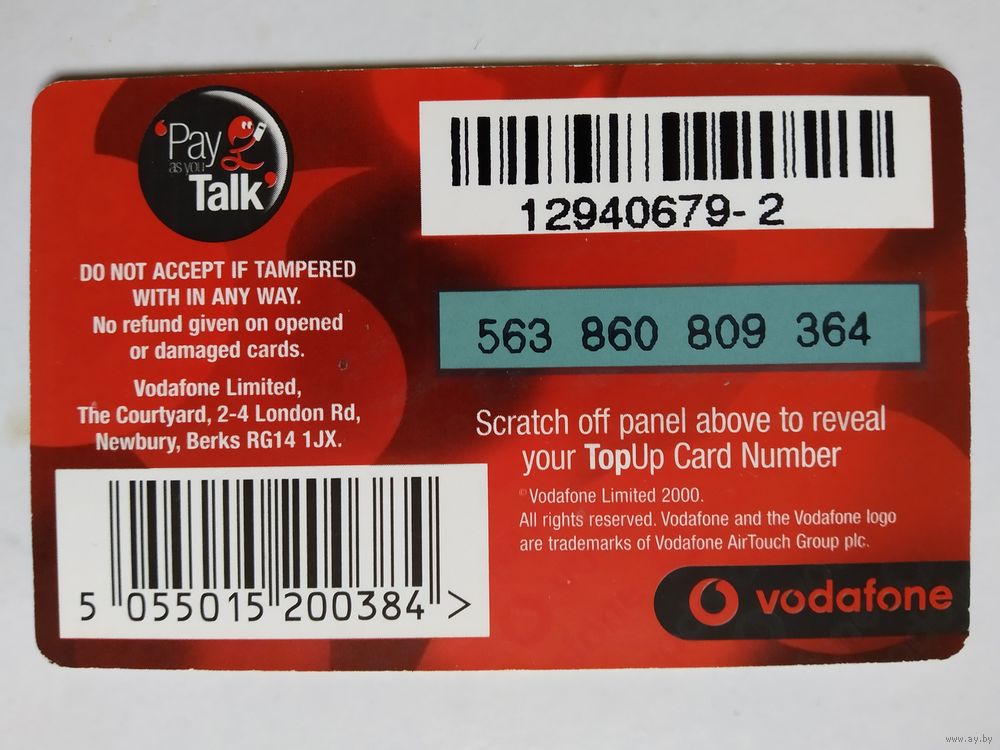 'Pay
as you
Talk'
12940679-2
DO NOT ACCEPT IF TAMPERED
WITH IN ANY WAY.
No refund given on opened
or damaged cards.
Vodafone Limited,
The Courtyard, 2-4 London Rd,
Newbury, Berks RG14 1JX.
563 860 809 364
Scratch off panel above to reveal
your TopUp Card Number
©Vodafone Limited 2000.
All rights reserved. Vodafone and the Vodafone logo
are trademarks of Vodafone AirTouch Group plc.
5 055015 200384 >
vodafone
www.ay.by